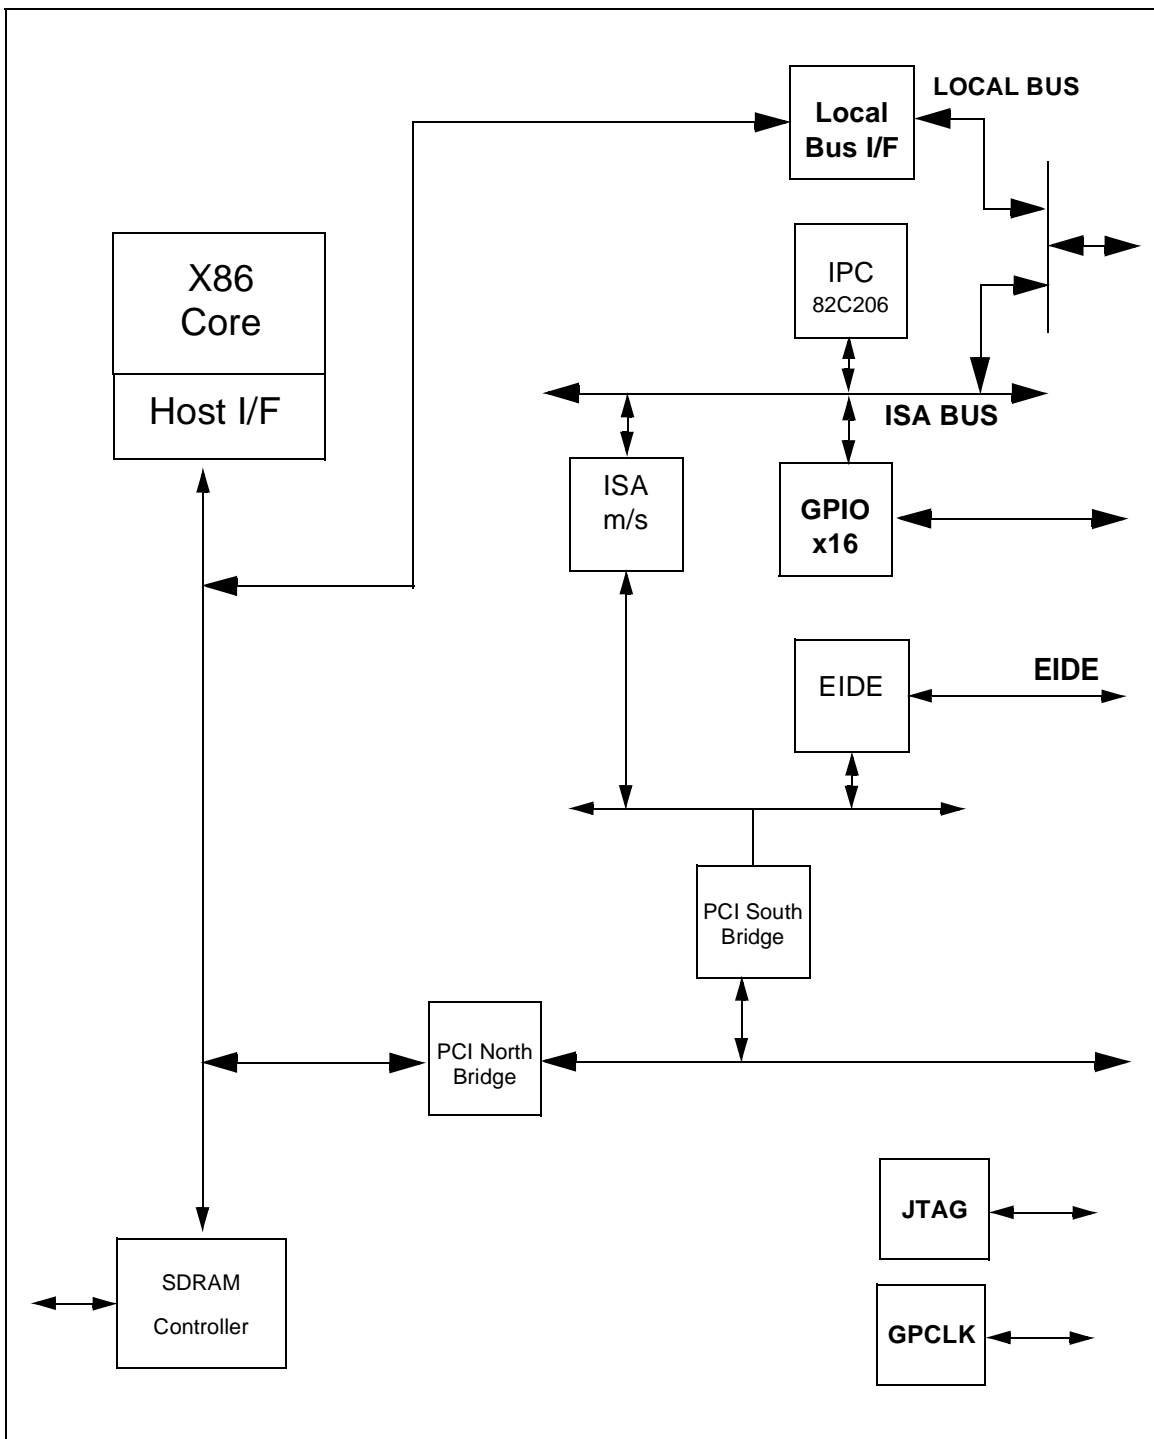 LOCAL BUS
Local
Bus I/F
X86
Core
Host I/F
IPC
82C206
ISA BUS
ISA
m/s
GPIO
x16
EIDE
EIDE
PCI South
Bridge
PCI North
Bridge
JTAG
SDRAM
Controller
GPCLK